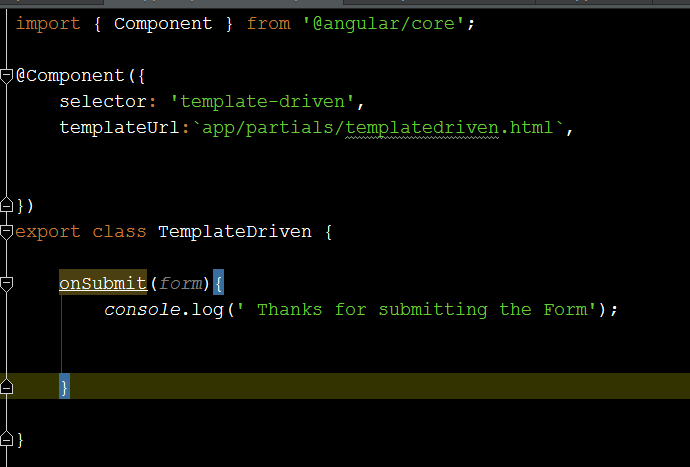 import { Component } from '@angular/core';
@Component({
selector: 'template-driven',
templateUrl:`app/partials/templatedriven.html`,
})
export class TemplateDriven {
onSubmit(form){
console.log(' Thanks for submitting the Form');
}
}